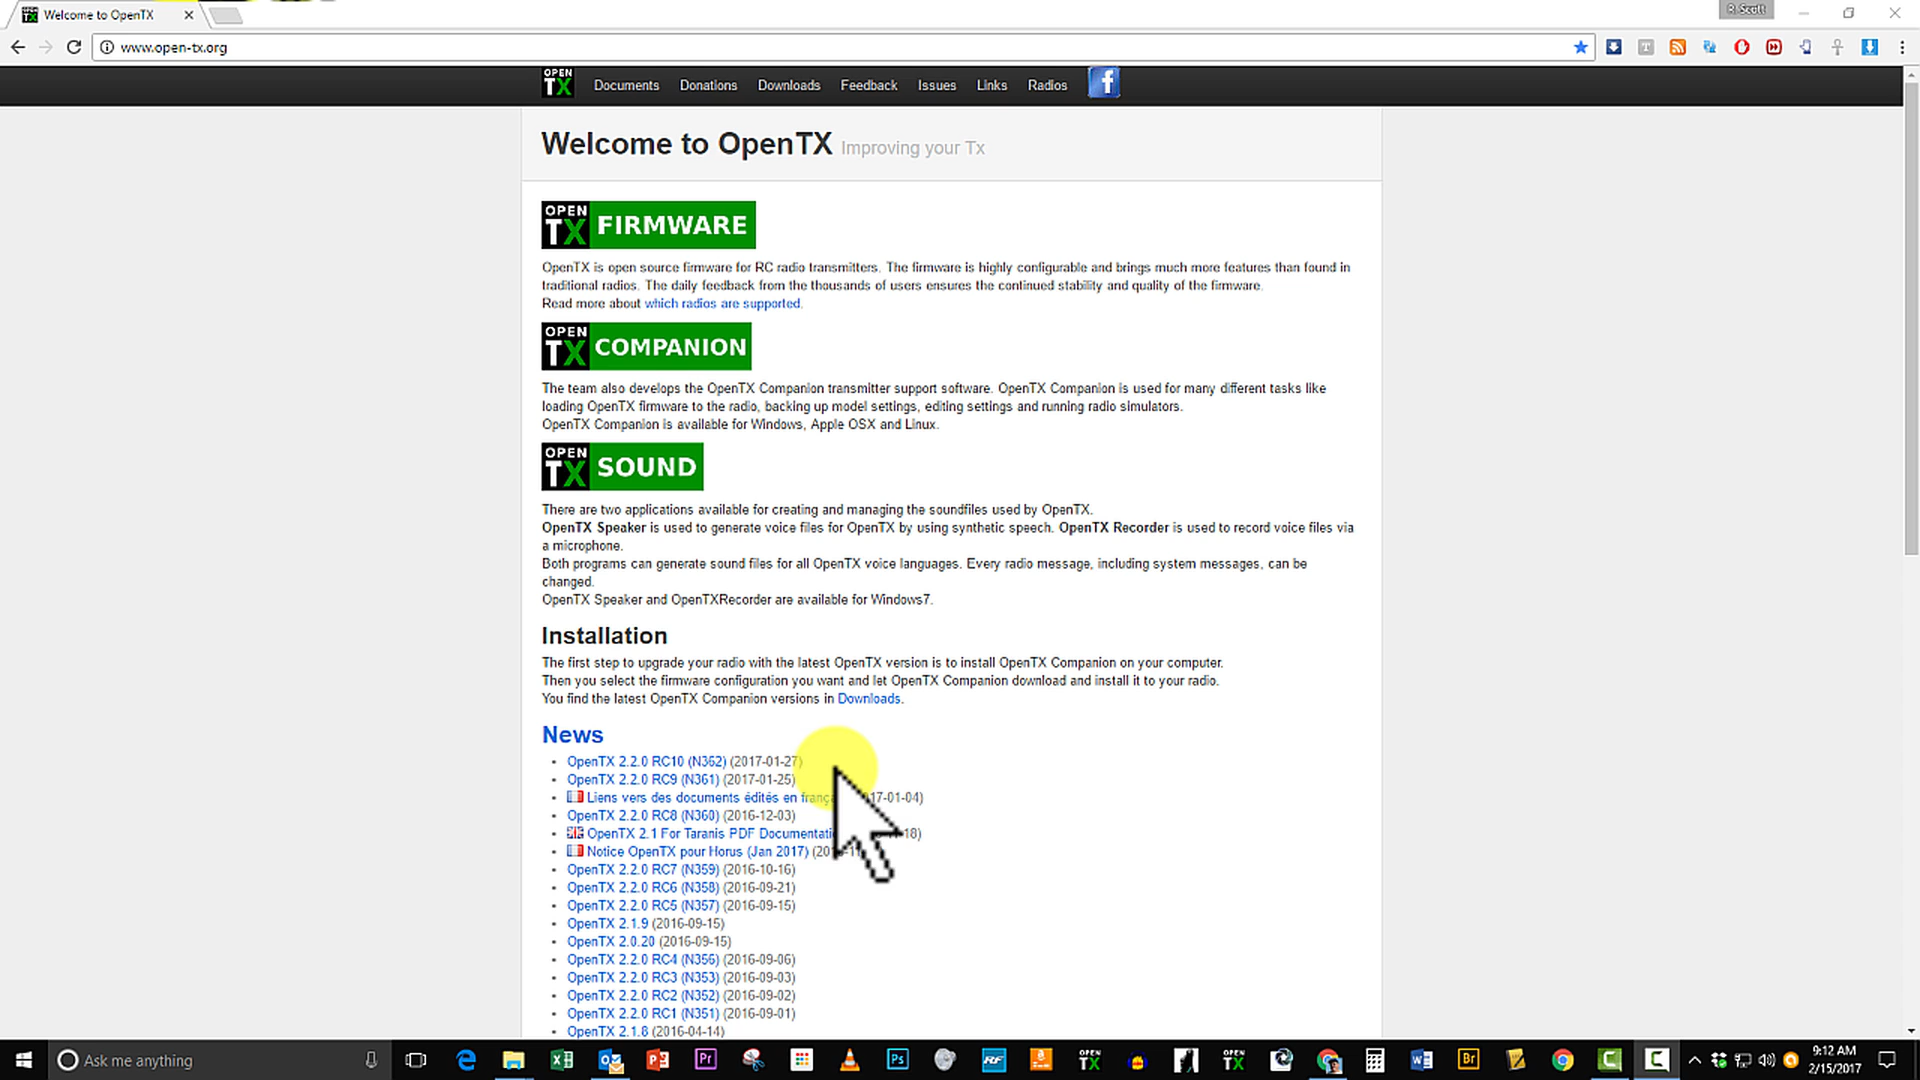 Welcome to OpenTX
R. Scott
www.open-tx.org
OPEN TX Documents Donations Downloads Feedback Issues Links Radios f
Welcome to OpenTX Improving your Tx
OPEN TX FIRMWARE
OpenTX is open source firmware for RC radio transmitters. The firmware is highly configurable and brings much more features than found in
traditional radios. The daily feedback from the thousands of users ensures the continued stability and quality of the firmware.
Read more about which radios are supported.
OPEN TX COMPANION
The team also develops the OpenTX Companion transmitter support software. OpenTX Companion is used for many different tasks like
loading OpenTX firmware to the radio, backing up model settings, editing settings and running radio simulators.
OpenTX Companion is available for Windows, Apple OSX and Linux.
OPEN TX SOUND
There are two applications available for creating and managing the soundfiles used by OpenTX.
OpenTX Speaker is used to generate voice files for OpenTX by using synthetic speech. OpenTX Recorder is used to record voice files via
a microphone.
Both programs can generate sound files for all OpenTX voice languages. Every radio message, including system messages, can be
changed.
OpenTX Speaker and OpenTXRecorder are available for Windows7.
Installation
The first step to upgrade your radio with the latest OpenTX version is to install OpenTX Companion on your computer.
Then you select the firmware configuration you want and let OpenTX Companion download and install it to your radio.
You find the latest OpenTX Companion versions in Downloads.
News
OpenTX 2.2.0 RC10 (N362) (2017-01-27)
OpenTX 2.2.0 RC9 (N361) (2017-01-25)
Liens vers des documents édités en 17-01-04)
OpenTX 2.2.0 RC8 (N360) (2016-12-03)
OpenTX 2.1 For Taranis PDF 18)
Notice OpenTX pour Horus (Jan 2017)
OpenTX 2.2.0 RC7 (N359) (2016-10-16)
OpenTX 2.2.0 RC6 (N358) (2016-09-21)
OpenTX 2.2.0 RC5 (N357) (2016-09-15)
OpenTX 2.1.9 (2016-09-15)
OpenTX 2.0.20 (2016-09-15)
OpenTX 2.2.0 RC4 (N356) (2016-09-06)
OpenTX 2.2.0 RC3 (N353) (2016-09-03)
OpenTX 2.2.0 RC2 (N352) (2016-09-02)
OpenTX 2.2.0 RC1 (N351) (2016-09-01)
OpenTX 2.1.8 (2016-04-14)
Ask me anything Pr Ps RF OPEN TX OPEN TX Br
9:12 AM
2/15/2017